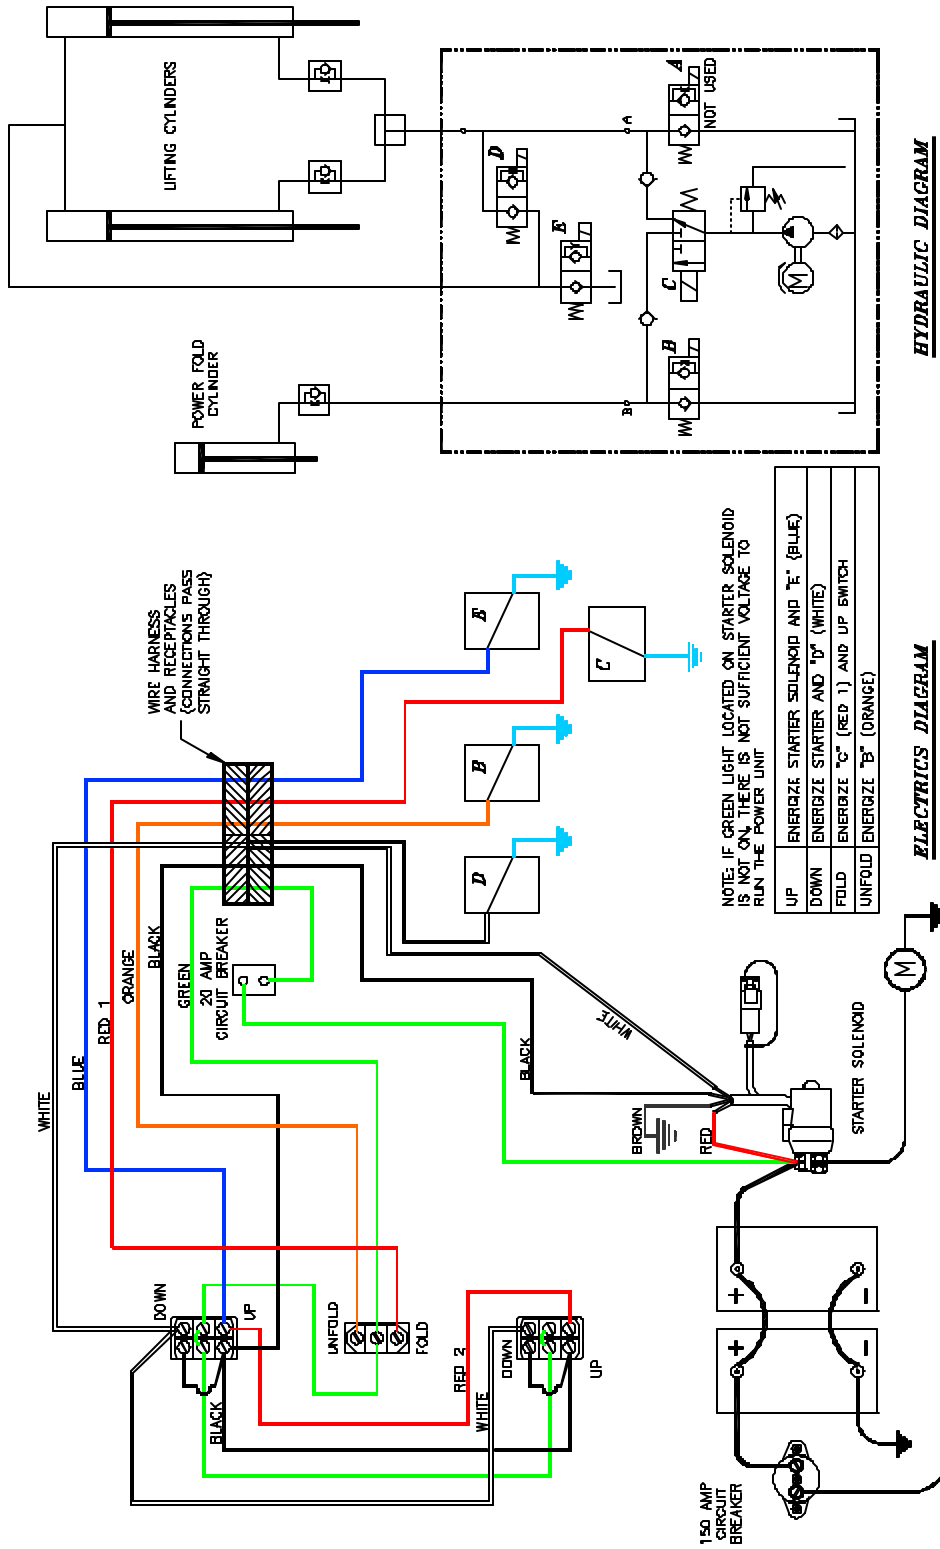 LIFTING CYLINDERS
POWER FOLD
CYLINDER
A
NOT USED
A
D
E
C
B
B
M
HYDRAULIC DIAGRAM
WIRE HARNESS
AND RECEPTACLES
(CONNECTIONS PASS
STRAIGHT THROUGH)
E
C
B
D
NOTE: IF GREEN LIGHT LOCATED ON STARTER SOLENOID
IS NOT ON, THERE IS NOT SUFFICIENT VOLTAGE TO
RUN THE POWER UNIT
UP ENERGIZE STARTER SOLENOID AND "E" (BLUE)
DOWN ENERGIZE STARTER AND "D" (WHITE)
FOLD ENERGIZE "C" (RED 1) AND UP SWITCH
UNFOLD ENERGIZE "B" (ORANGE)
ELECTRICS DIAGRAM
WHITE
BLUE
RED 1
ORANGE
BLACK
GREEN
20 AMP
CIRCUIT BREAKER
BLACK
WHITE
BROWN
RED
M
STARTER SOLENOID
DOWN
UP
UNFOLD
FOLD
BLACK
RED 2
WHITE
DOWN
UP
+
-
+
-
150 AMP
CIRCUIT
BREAKER